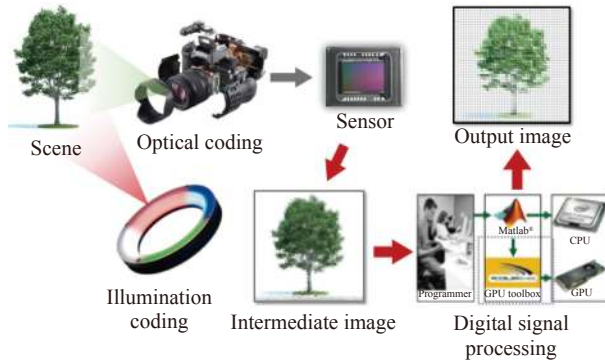 Scene
Optical coding
Sensor
Output image
Illumination
coding
Intermediate image
Programmer
Matlab®
GPU toolbox
CPU
GPU
Digital signal
processing